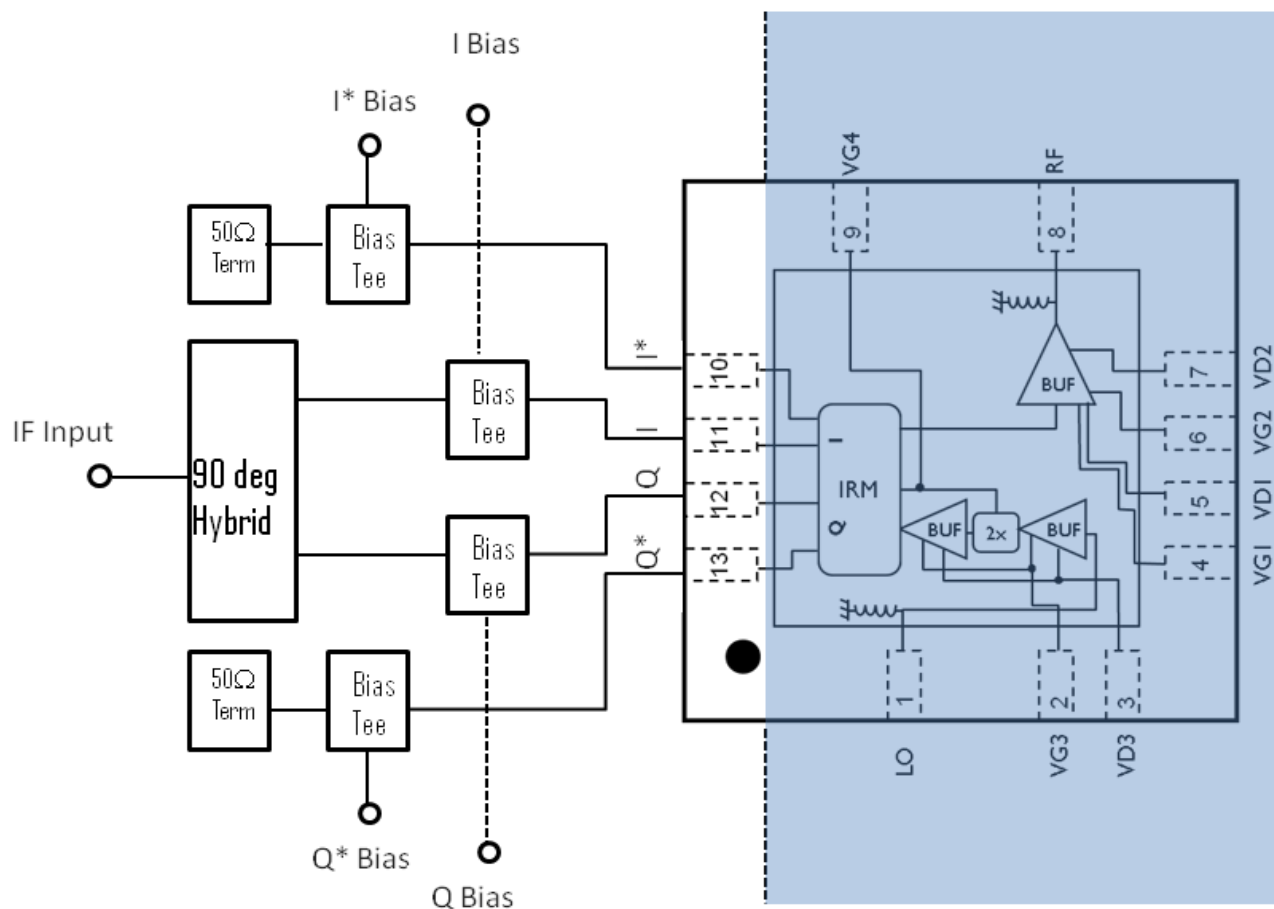 I Bias
I* Bias
50Ω
Term
Bias
Tee
IF Input
90 deg
Hybrid
Bias
Tee
Bias
Tee
50Ω
Term
Bias
Tee
Q* Bias
Q Bias
I*
I
Q
Q*
10
11
12
13
VG4
9
RF
8
BUF
I
IRM
Q
BUF
2x
BUF
7
VD2
6
VG2
5
VD1
4
VG1
1
2
3
LO
VG3
VD3